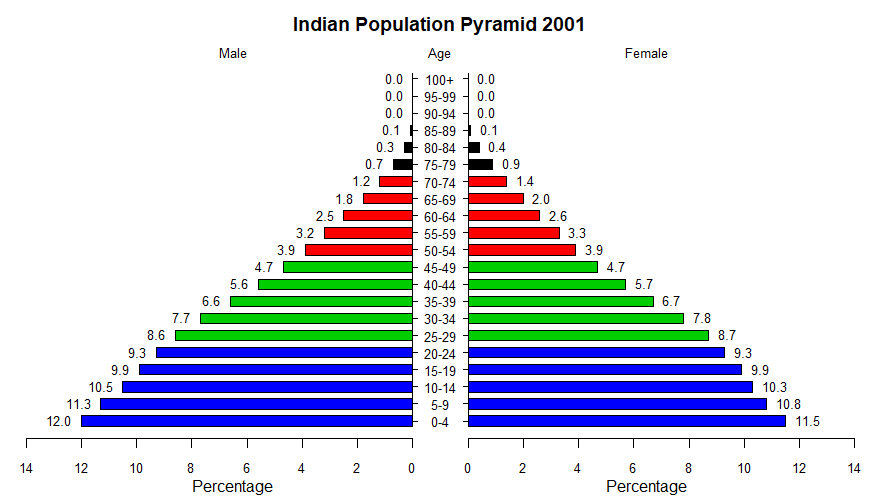 Indian Population Pyramid 2001
Male Age Female
0.0 100+ 0.0
0.0 95-99 0.0
0.0 90-94 0.0
0.1 85-89 0.1
0.3 80-84 0.4
0.7 75-79 0.9
1.2 70-74 1.4
1.8 65-69 2.0
2.5 60-64 2.6
3.2 55-59 3.3
3.9 50-54 3.9
4.7 45-49 4.7
5.6 40-44 5.7
6.6 35-39 6.7
7.7 30-34 7.8
8.6 25-29 8.7
9.3 20-24 9.3
9.9 15-19 9.9
10.5 10-14 10.3
11.3 5-9 10.8
12.0 0-4 11.5
14 12 10 8 6 4 2 0 0 2 4 6 8 10 12 14
Percentage Percentage